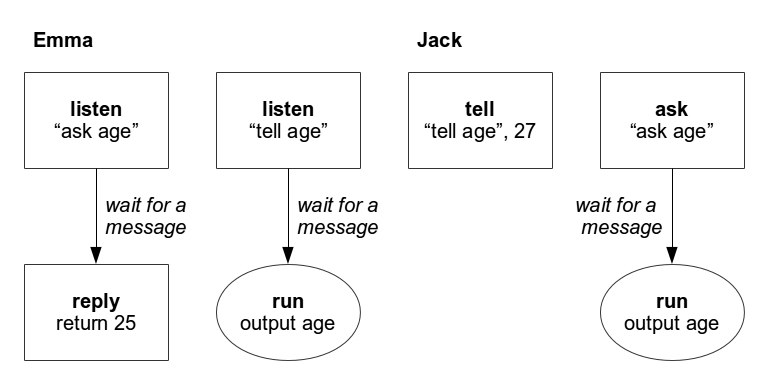 Emma
Jack
listen
“ask age”
listen
“tell age”
tell
“tell age”, 27
ask
“ask age”
wait for a
message
wait for a
message
wait for a
message
reply
return 25
run
output age
run
output age